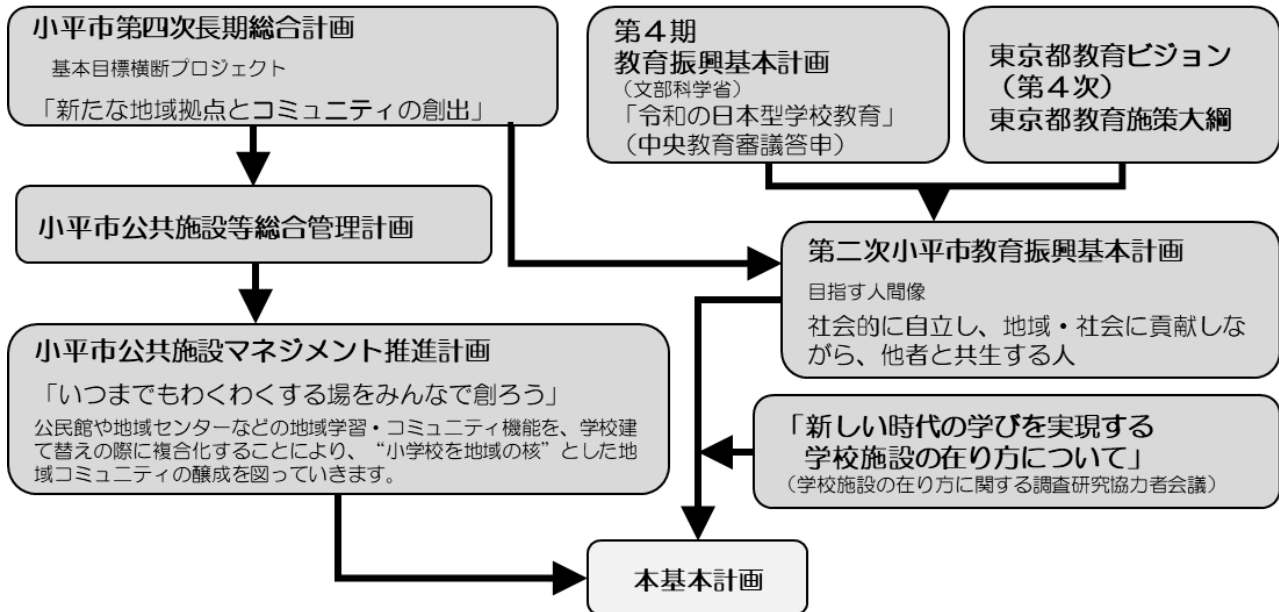 小平市第四次長期総合計画
基本目標横断プロジェクト
「新たな地域拠点とコミュニティの創出」
第4期
教育振興基本計画
（文部科学省）
「令和の日本型学校教育」
（中央教育審議答申）
東京都教育ビジョン
（第4次）
東京都教育施策大綱
小平市公共施設等総合管理計画
第二次小平市教育振興基本計画
目指す人間像
社会的に自立し、地域・社会に貢献しな
がら、他者と共生する人
小平市公共施設マネジメント推進計画
「いつまでもわくわくする場をみんなで創ろう」
公民館や地域センターなどの地域学習・コミュニティ機能を、学校建
て替えの際に複合化することにより、“小学校を地域の核”とした地
域コミュニティの醸成を図っていきます。
「新しい時代の学びを実現する
学校施設の在り方について」
（学校施設の在り方に関する調査研究協力者会議）
本基本計画